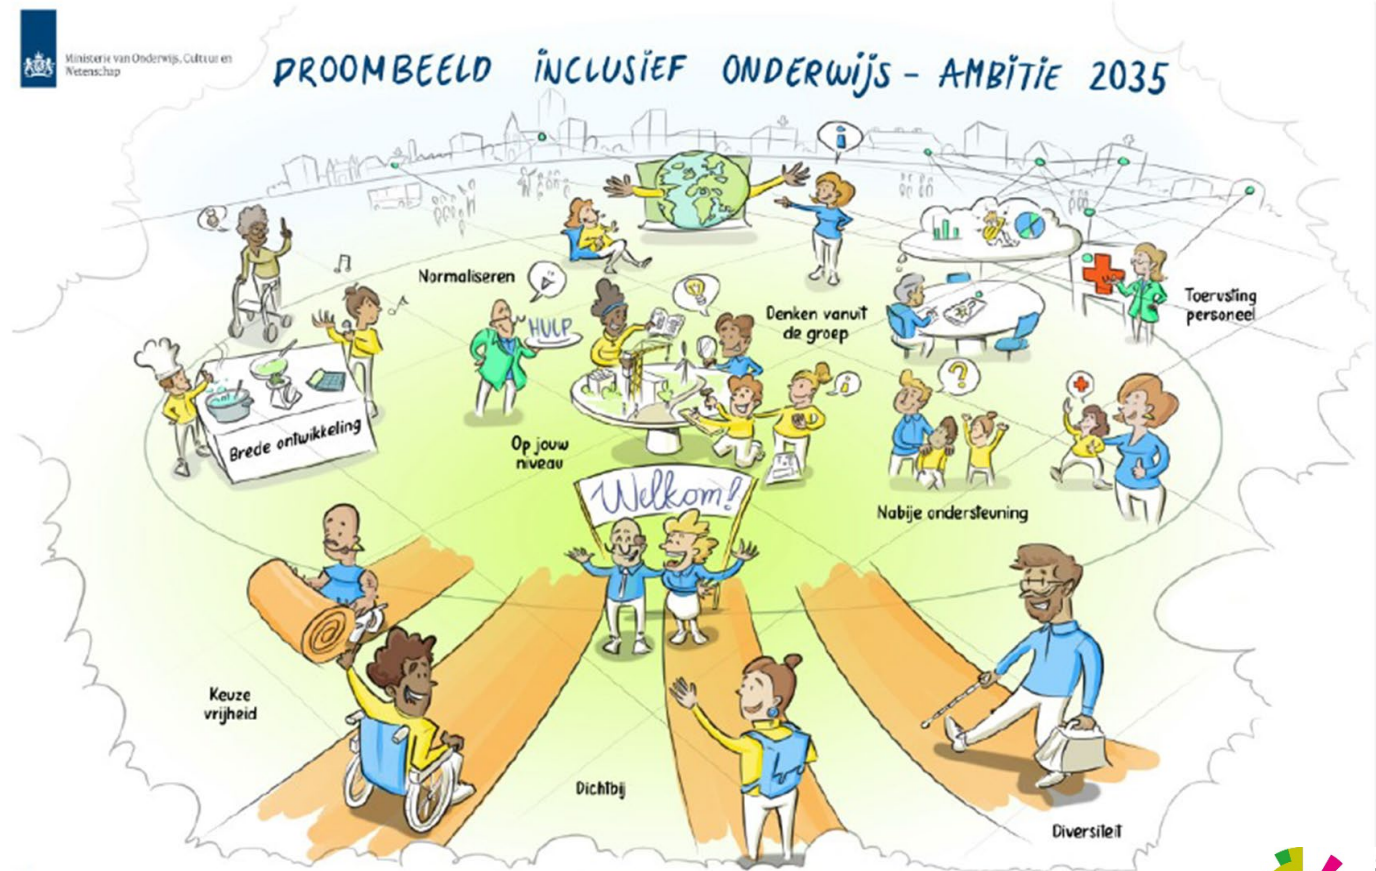 Ministerie van Onderwijs, Cultuur en
Wetenschap
DROOMBEELD INCLUSIEF ONDERWIJS - AMBITIE 2035
i
Normaliseren
HULP
Denken vanuit
de groep
Toerusting
personeel
i
?
Brede ontwikkeling
Op jouw
niveau
Welkom!
Nabije ondersteuning
Keuze
vrijheid
Dichtbij
Diversiteit